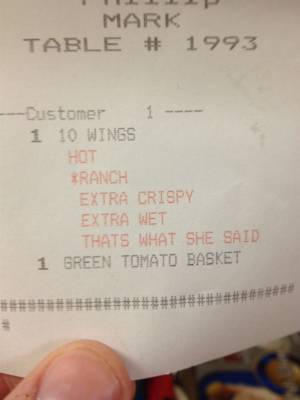 Phillip
MARK
TABLE # 1993
---Customer 1 ----
1 10 WINGS
HOT
*RANCH
EXTRA CRISPY
EXTRA WET
THATS WHAT SHE SAID
1 GREEN TOMATO BASKET
########################################
#